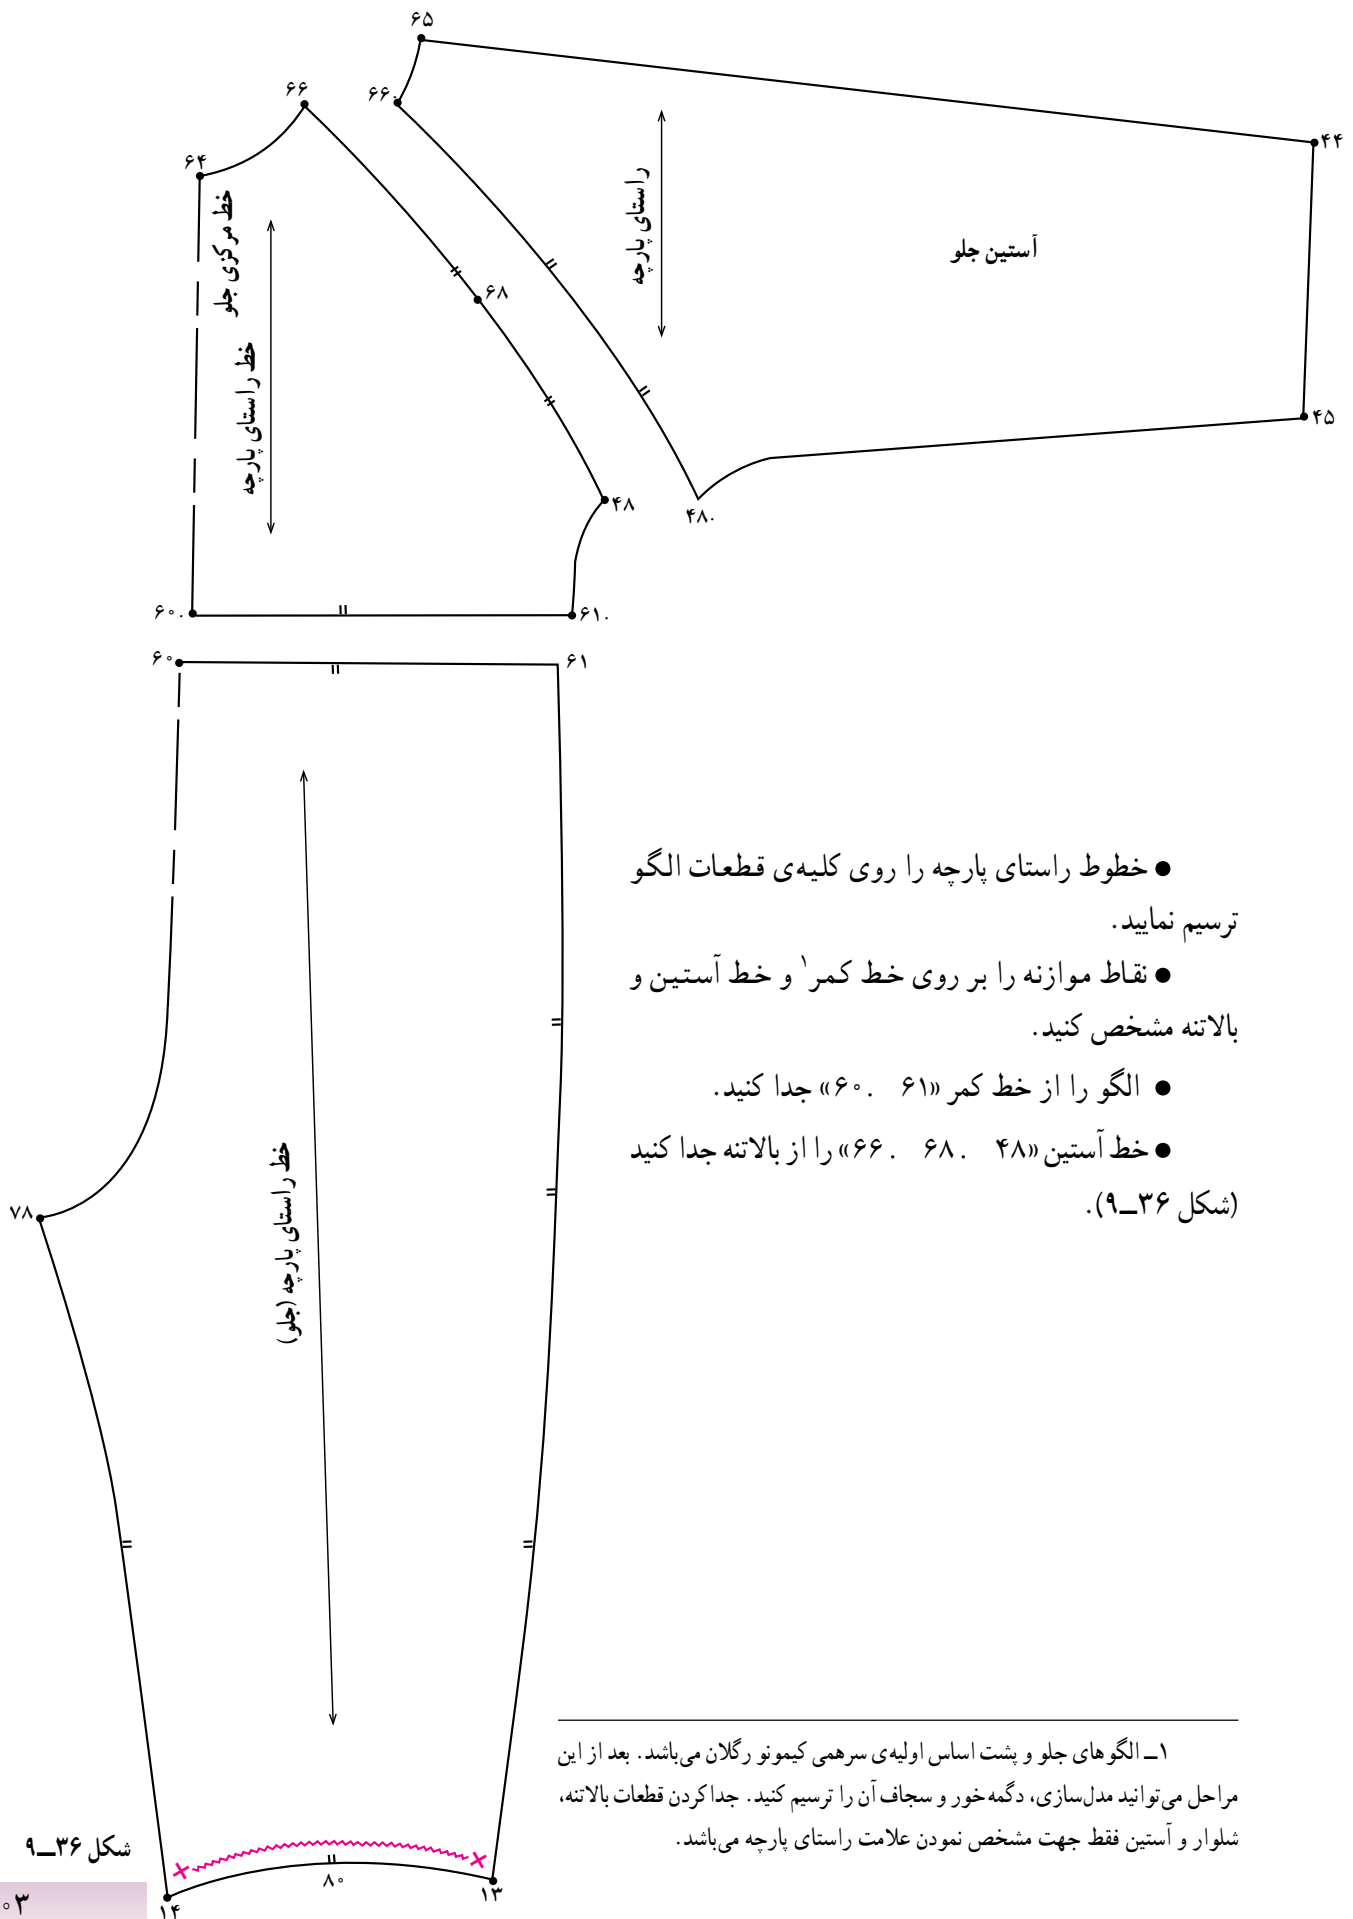 ۶۵
۶۶
۶۶.
۴۴
۶۴
خط مرکزی جلو
راستای پارچه
آستین جلو
۶۸
خط راستای پارچه
۴۵
۴۸
۴۸.
۶۰.
۶۱.
۶۰
۶۱
● خطوط راستای پارچه را روی کلیه‌ی قطعات الگو
ترسیم نمایید.
● نقاط موازنه را بر روی خط کمر۱ و خط آستین و
بالاتنه مشخص کنید.
● الگو را از خط کمر «۶۱ . ۶۰» جدا کنید.
● خط آستین «۴۸ . ۶۸ . ۶۶» را از بالاتنه جدا کنید
(شکل ۳۶ــ۹).
۷۸
خط راستای پارچه (جلو)
۱ــ الگوهای جلو و پشت اساس اولیه‌ی سرهمی کیمونو رگلان می‌باشد. بعد از این
مراحل می‌توانید مدل‌سازی، دگمه‌خور و سجاف آن را ترسیم کنید. جداکردن قطعات بالاتنه،
شلوار و آستین فقط جهت مشخص نمودن علامت راستای پارچه می‌باشد.
شکل ۳۶ــ۹
۸۰
۱۳
۱۴
۰۳